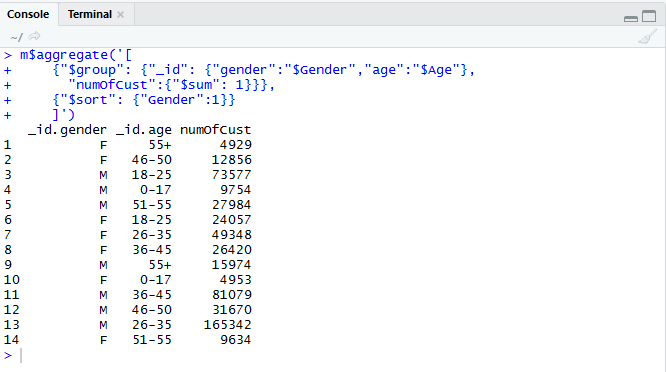 Console Terminal ×
~/
> m$aggregate('[
+     {"$group": {"_id": {"gender":"$Gender","age":"$Age"},
+       "numOfCust":{"$sum": 1}}},
+     {"$sort": {"Gender":1}}
+     ]')
   _id.gender _id.age numOfCust
1           F     55+      4929
2           F   46-50     12856
3           M   18-25     73577
4           M    0-17      9754
5           M   51-55     27984
6           F   18-25     24057
7           F   26-35     49348
8           F   36-45     26420
9           M     55+     15974
10          F    0-17      4953
11          M   36-45     81079
12          M   46-50     31670
13          M   26-35    165342
14          F   51-55      9634
>